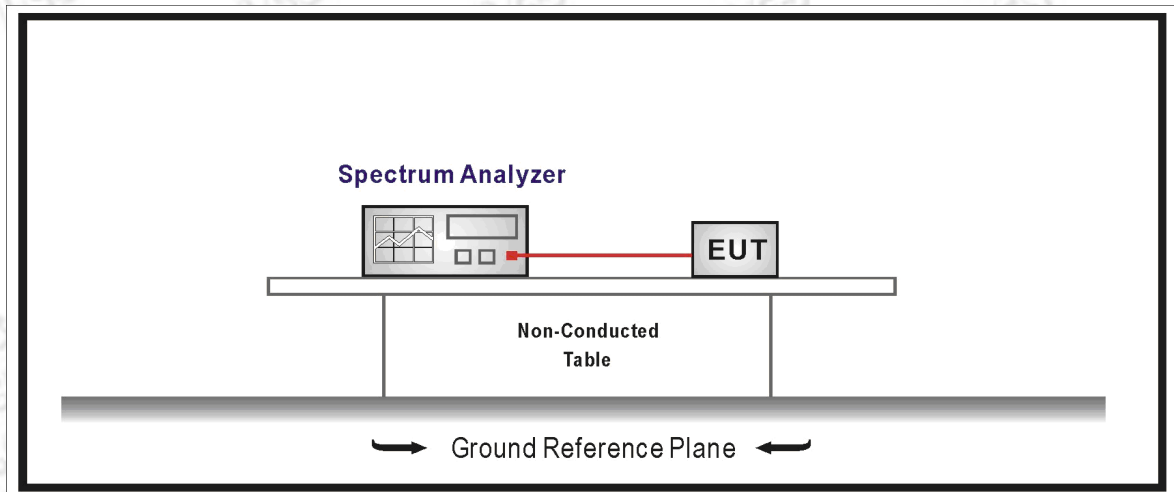 Spectrum Analyzer
EUT
Non-Conducted
Table
Ground Reference Plane